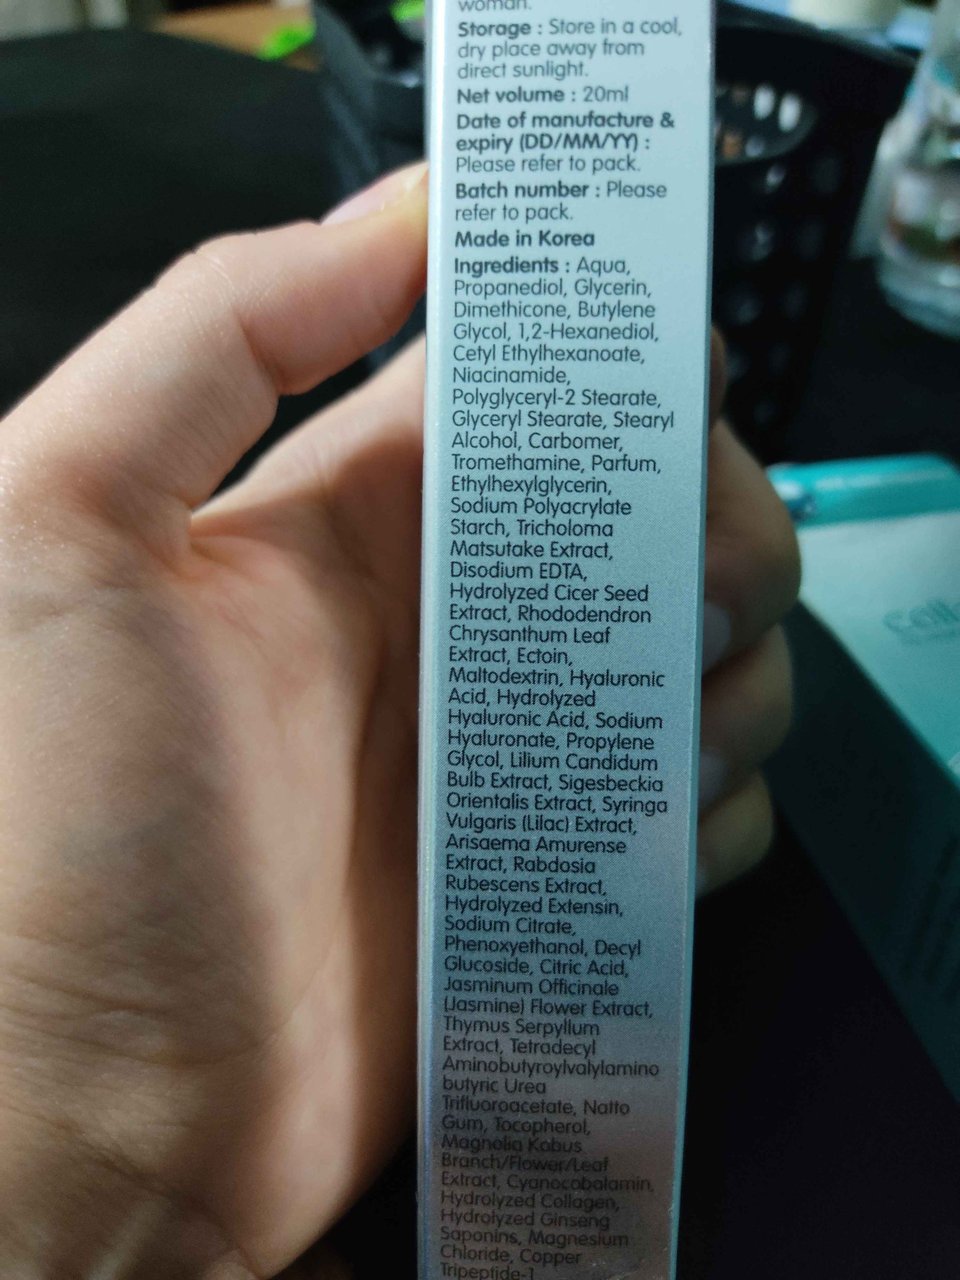 woman.
Storage : Store in a cool,
dry place away from
direct sunlight.
Net volume : 20ml
Date of manufacture &
expiry (DD/MM/YY) :
Please refer to pack.
Batch number : Please
refer to pack.
Made in Korea
Ingredients : Aqua,
Propanediol, Glycerin,
Dimethicone, Butylene
Glycol, 1,2-Hexanediol,
Cetyl Ethylhexanoate,
Niacinamide,
Polyglyceryl-2 Stearate,
Glyceryl Stearate, Stearyl
Alcohol, Carbomer,
Tromethamine, Parfum,
Ethylhexylglycerin,
Sodium Polyacrylate
Starch, Tricholoma
Matsutake Extract,
Disodium EDTA,
Hydrolyzed Cicer Seed
Extract, Rhododendron
Chrysanthum Leaf
Extract, Ectoin,
Maltodextrin, Hyaluronic
Acid, Hydrolyzed
Hyaluronic Acid, Sodium
Hyaluronate, Propylene
Glycol, Lilium Candidum
Bulb Extract, Sigesbeckia
Orientalis Extract, Syringa
Vulgaris (Lilac) Extract,
Arisaema Amurense
Extract, Rabdosia
Rubescens Extract,
Hydrolyzed Extensin,
Sodium Citrate,
Phenoxyethanol, Decyl
Glucoside, Citric Acid,
Jasminum Officinale
(Jasmine) Flower Extract,
Thymus Serpyllum
Extract, Tetradecyl
Aminobutyroylvalylamino
butyric Urea
Trifluoroacetate, Natto
Gum, Tocopherol,
Magnolia Kobus
Branch/Flower/Leaf
Extract, Cyanocobalamin,
Hydrolyzed Collagen,
Hydrolyzed Ginseng
Saponins, Magnesium
Chloride, Copper
Tripeptide-1